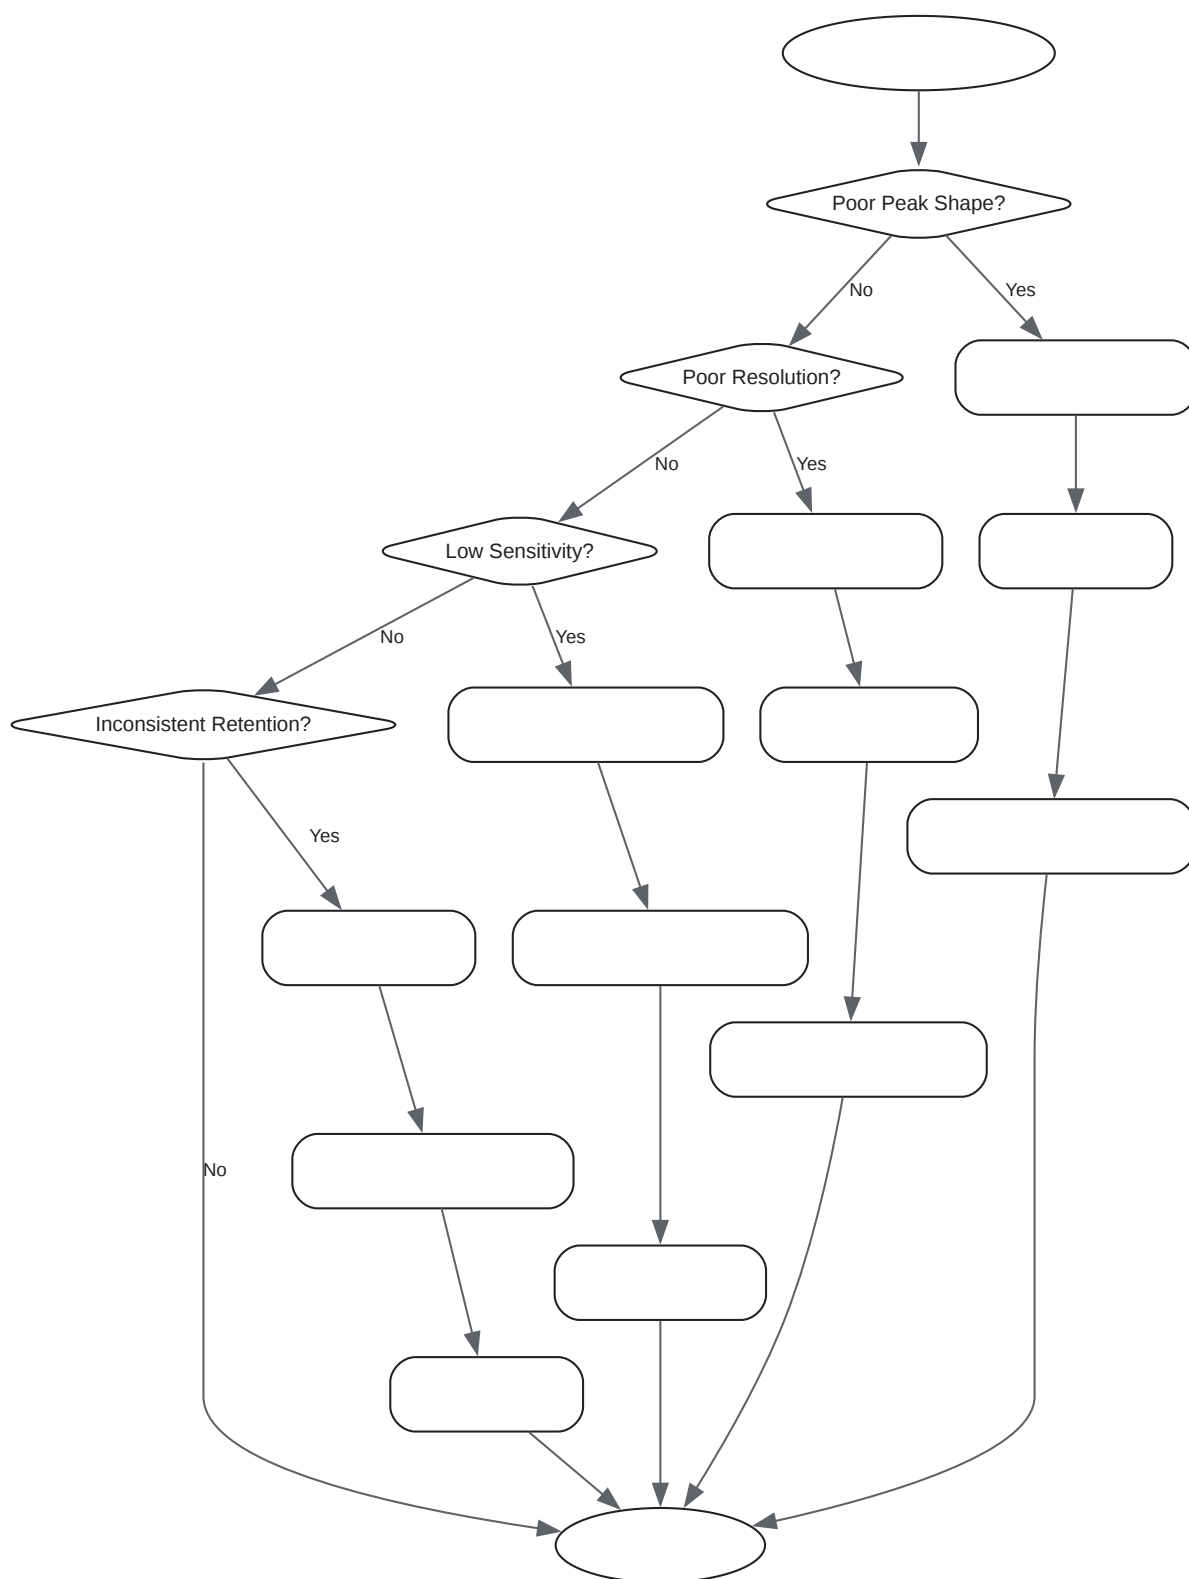 Poor Peak Shape?
No
Yes
Poor Resolution?
No
Yes
Low Sensitivity?
No
Yes
Inconsistent Retention?
Yes
No